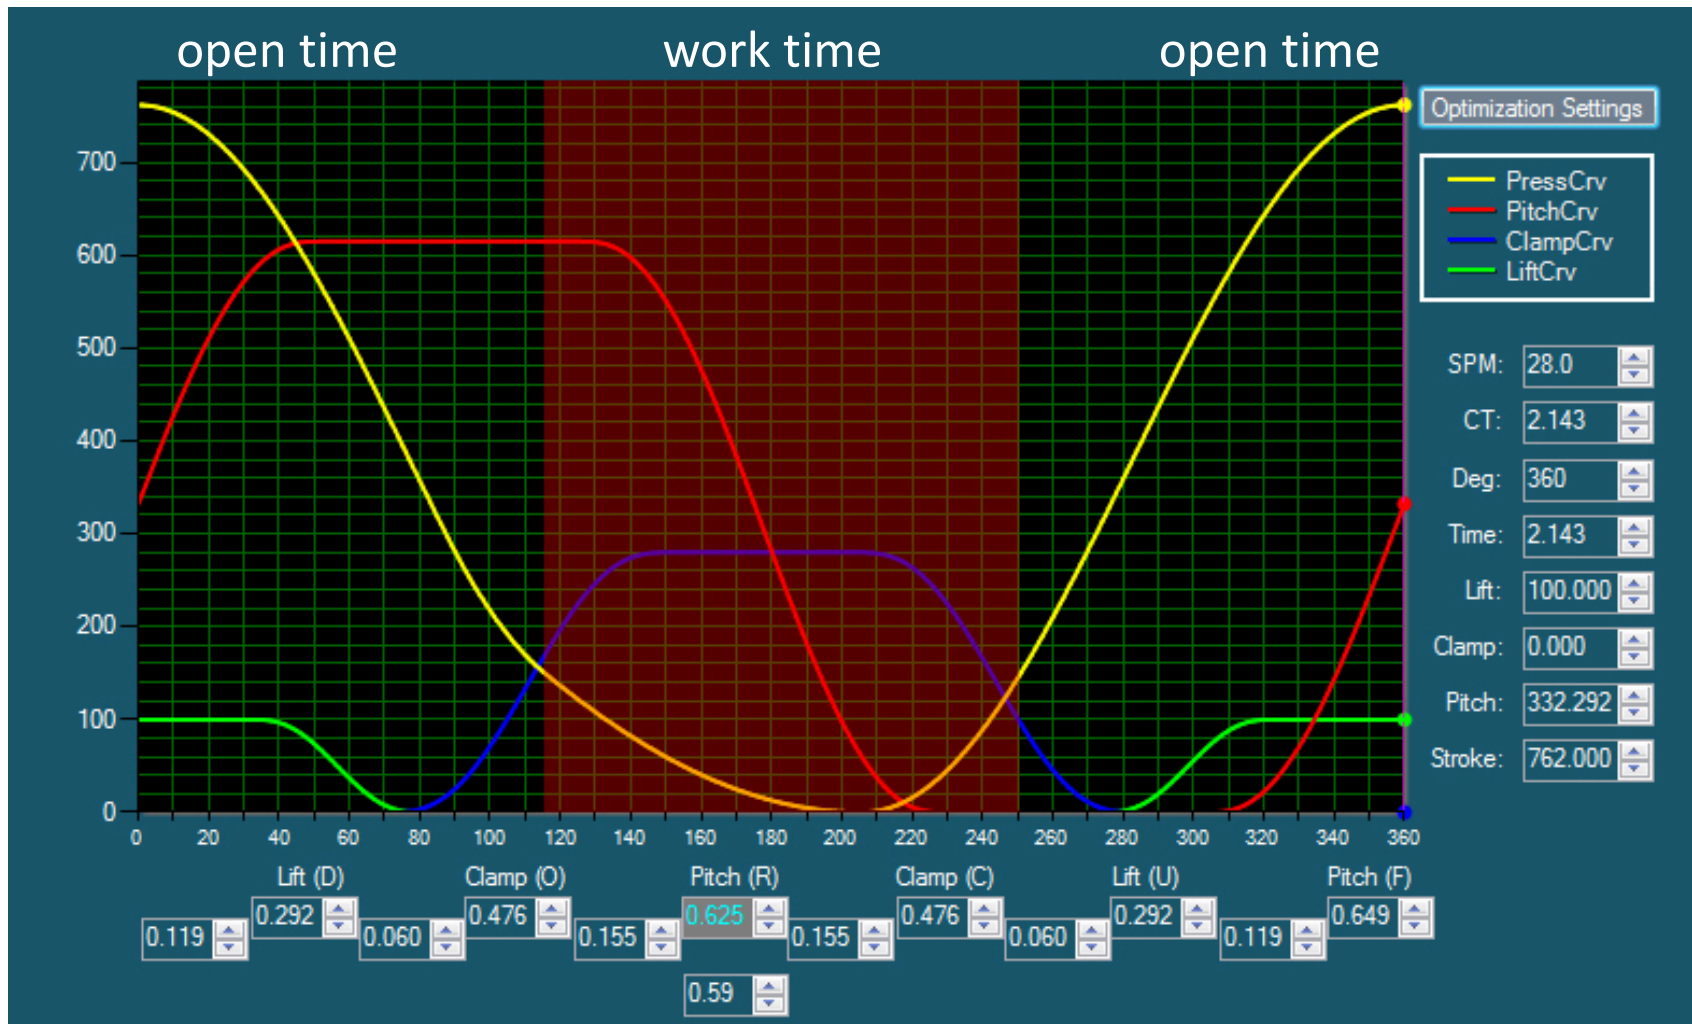 open time work time open time
Optimization Settings
PressCrv
PitchCrv
ClampCrv
LiftCrv
700
600
500
400
300
200
100
0
0 20 40 60 80 100 120 140 160 180 200 220 240 260 280 300 320 340 360
SPM: 28.0
CT: 2.143
Deg: 360
Time: 2.143
Lift: 100.000
Clamp: 0.000
Pitch: 332.292
Stroke: 762.000
Lift (D) Clamp (O) Pitch (R) Clamp (C) Lift (U) Pitch (F)
0.292 0.476 0.625 0.476 0.292 0.649
0.119 0.060 0.155 0.155 0.060 0.119
0.59